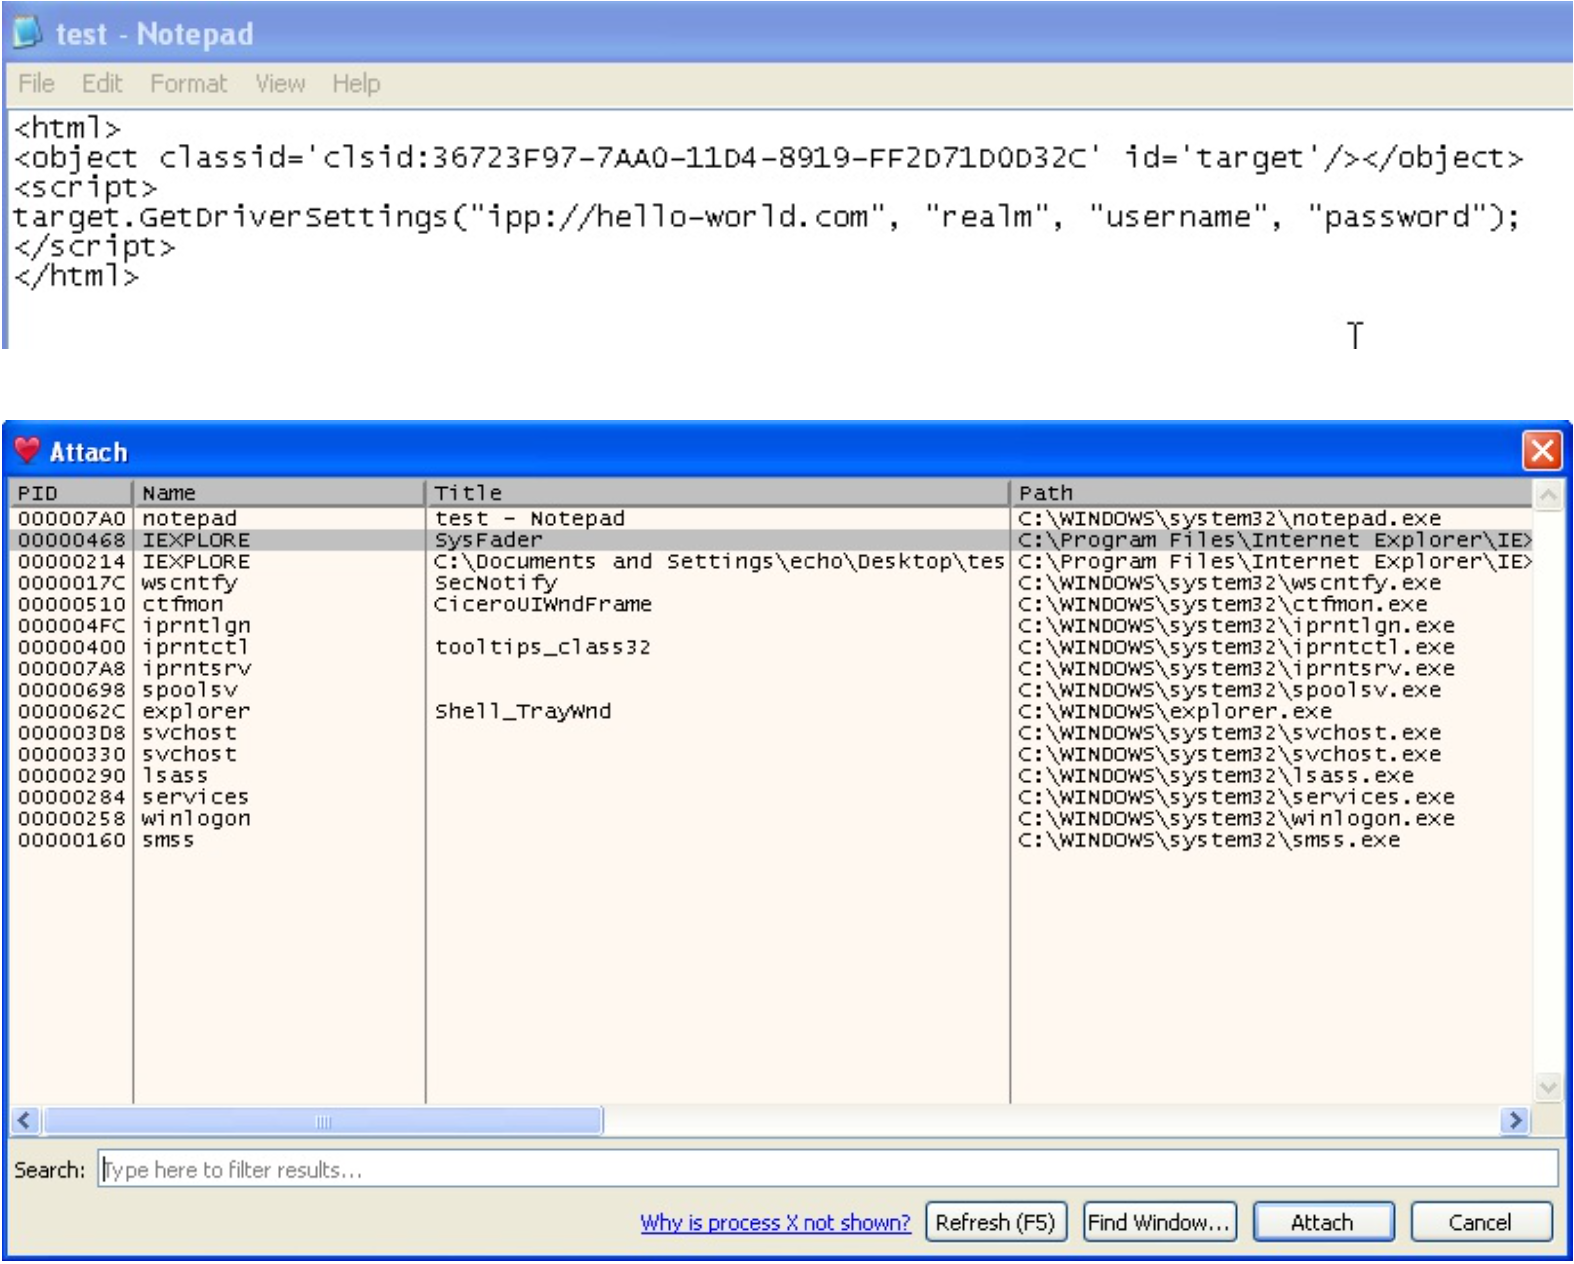 test - Notepad
File Edit Format View Help
<html>
<object classid='clsid:36723F97-7AA0-11D4-8919-FF2D71D0D32C' id='target'/></object>
<script>
target.GetDriverSettings("ipp://hello-world.com", "realm", "username", "password");
</script>
</html>
Attach
PID Name Title Path
000007A0 notepad test - Notepad C:\WINDOWS\system32\notepad.exe
00000468 IEXPLORE SysFader C:\Program Files\Internet Explorer\IEX
00000214 IEXPLORE C:\Documents and Settings\echo\Desktop\tes C:\Program Files\Internet Explorer\IEX
0000017C wscntfy SecNotify C:\WINDOWS\system32\wscntfy.exe
00000510 ctfmon CiceroUIWndFrame C:\WINDOWS\system32\ctfmon.exe
000004FC iprntlgn C:\WINDOWS\system32\iprntlgn.exe
00000400 iprntctl tooltips_class32 C:\WINDOWS\system32\iprntctl.exe
000007A8 iprntsrv C:\WINDOWS\system32\iprntsrv.exe
00000698 spoolsv C:\WINDOWS\system32\spoolsv.exe
0000062C explorer Shell_TrayWnd C:\WINDOWS\explorer.exe
000003D8 svchost C:\WINDOWS\system32\svchost.exe
00000330 svchost C:\WINDOWS\system32\svchost.exe
00000290 lsass C:\WINDOWS\system32\lsass.exe
00000284 services C:\WINDOWS\system32\services.exe
00000258 winlogon C:\WINDOWS\system32\winlogon.exe
00000160 smss C:\WINDOWS\system32\smss.exe
Search: Type here to filter results...
Why is process X not shown? Refresh (F5) Find Window... Attach Cancel